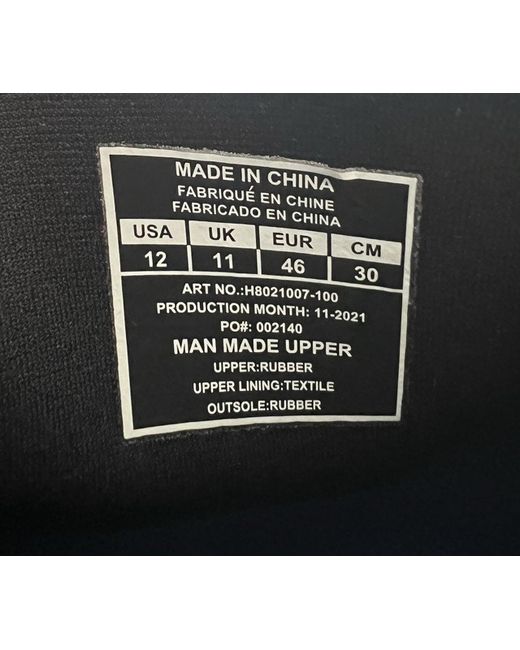 MADE IN CHINA
FABRIQUÉ EN CHINE
FABRICADO EN CHINA
USA UK EUR CM
12 11 46 30
ART NO.:H8021007-100
PRODUCTION MONTH: 11-2021
PO#: 002140
MAN MADE UPPER
UPPER:RUBBER
UPPER LINING:TEXTILE
OUTSOLE:RUBBER